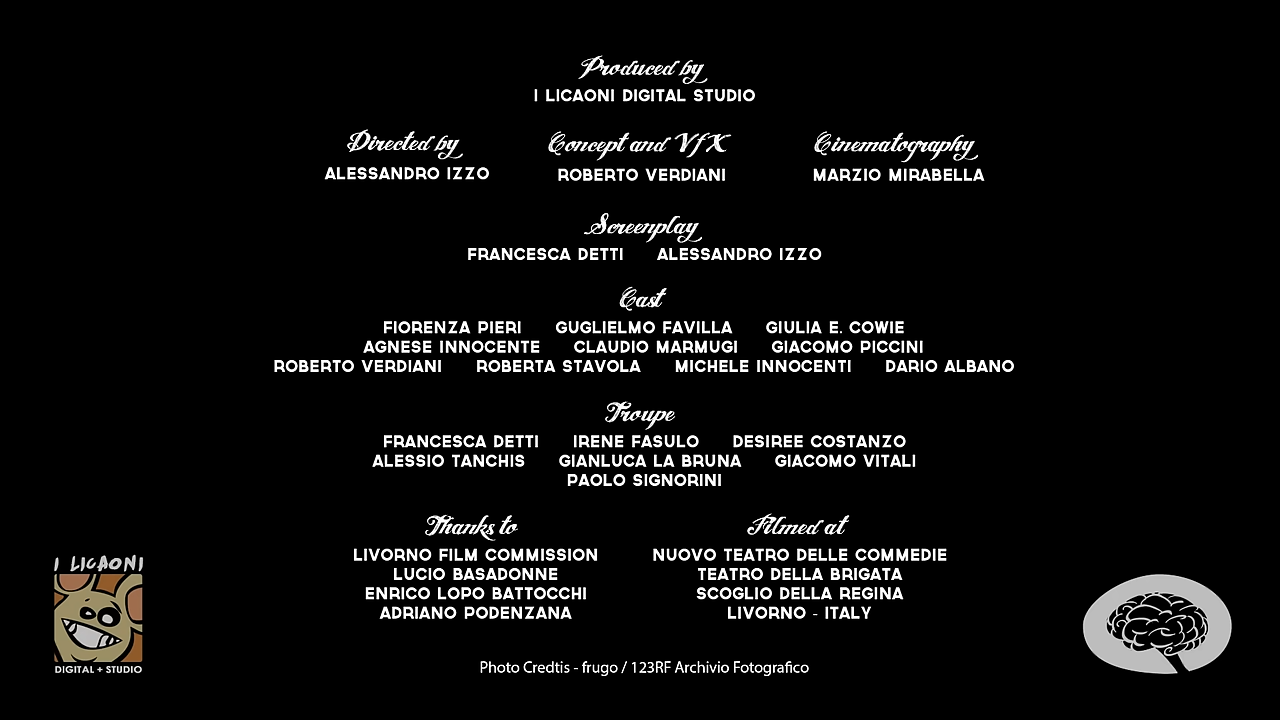 Produced by
I LICAONI DIGITAL STUDIO
Directed by Concept and VfX Cinematography
ALESSANDRO IZZO ROBERTO VERDIANI MARZIO MIRABELLA
Screenplay
FRANCESCA DETTI ALESSANDRO IZZO
Cast
FIORENZA PIERI GUGLIELMO FAVILLA GIULIA E. COWIE
AGNESE INNOCENTE CLAUDIO MARMUGI GIACOMO PICCINI
ROBERTO VERDIANI ROBERTA STAVOLA MICHELE INNOCENTI DARIO ALBANO
Troupe
FRANCESCA DETTI IRENE FASULO DESIREE COSTANZO
ALESSIO TANCHIS GIANLUCA LA BRUNA GIACOMO VITALI
PAOLO SIGNORINI
Thanks to
LIVORNO FILM COMMISSION
LUCIO BASADONNE
ENRICO LOPO BATTOCCHI
ADRIANO PODENZANA
Filmed at
NUOVO TEATRO DELLE COMMEDIE
TEATRO DELLA BRIGATA
SCOGLIO DELLA REGINA
LIVORNO - ITALY
I LICAONI
DIGITAL + STUDIO
Photo Credtis - frugo / 123RF Archivio Fotografico